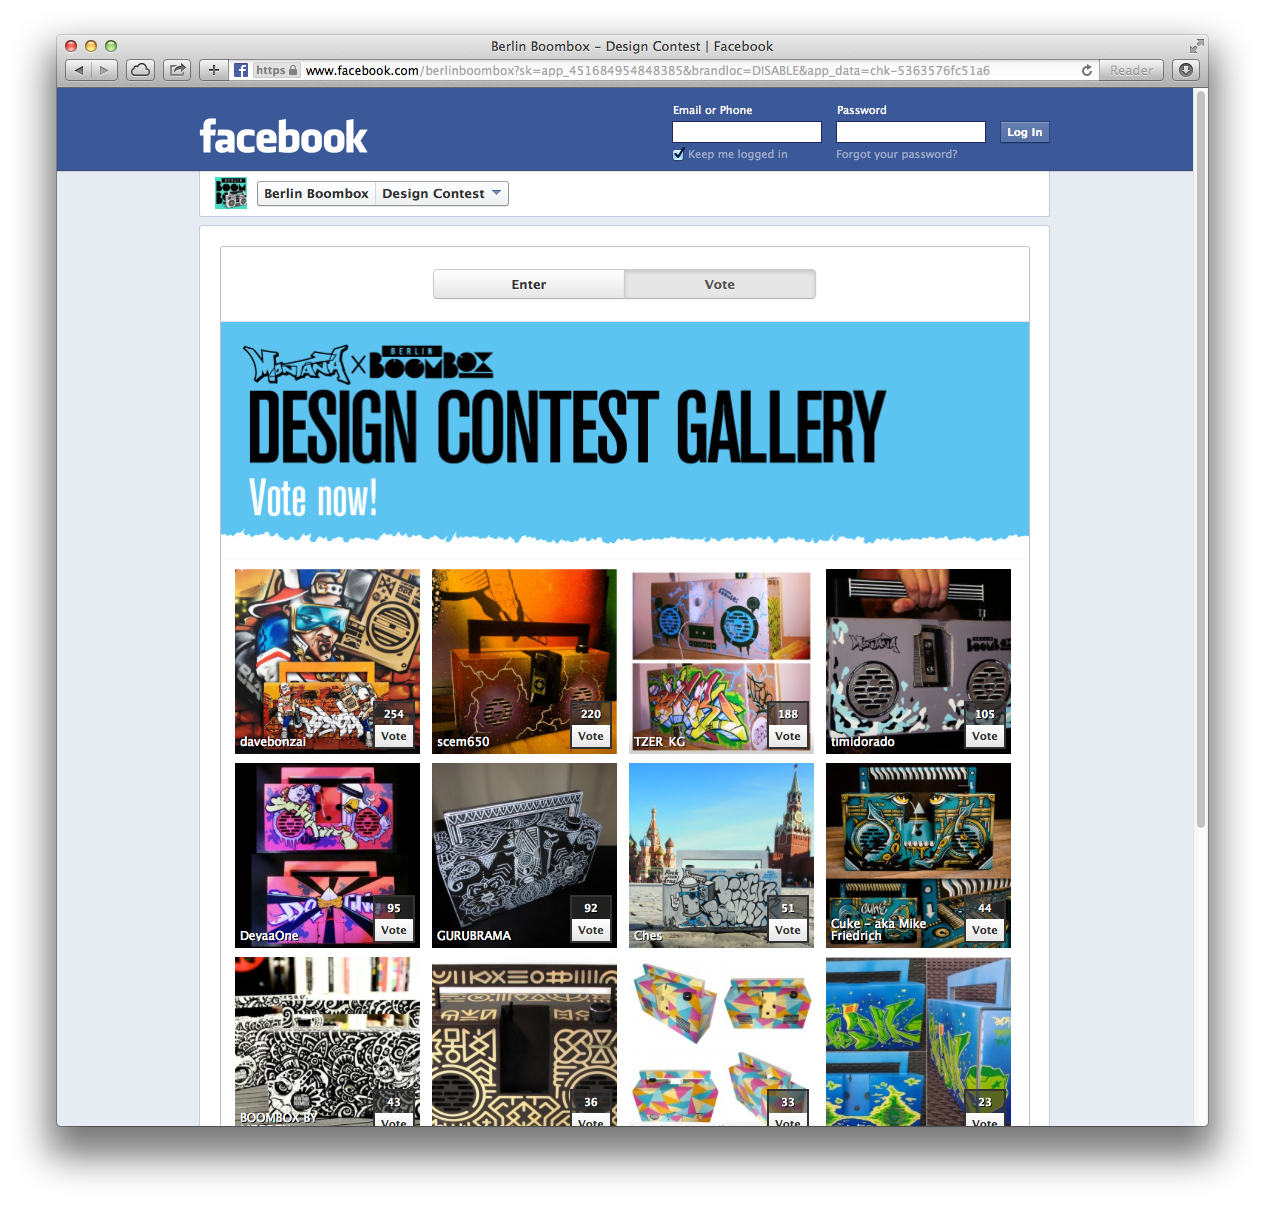 Berlin Boombox – Design Contest | Facebook
https www.facebook.com/berlinboombox?sk=app_451684954848385&brandloc=DISABLE&app_data=chk-5363576fc51a6 Reader
Email or Phone Password
facebook Log In
Keep me logged in Forgot your password?
Berlin Boombox Design Contest
Enter Vote
MONTANA X BERLIN BOOMBOX
DESIGN CONTEST GALLERY
Vote now!
254 220 188 105
davebonzai Vote scem650 Vote TZER_KG Vote timidorado Vote
95 92 51 44
DeyaaOne Vote GURUBRAMA Vote Ches Vote Cuke – aka Mike
Friedrich Vote
43 36 33 23
BOOMBOX BY
Vote Vote Vote Vote